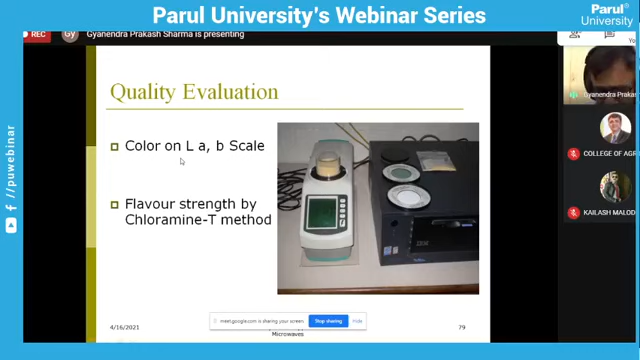 Parul University's Webinar Series
Parul®
University
REC
Gy
Gyanendra Prakash Sharma is presenting
Quality Evaluation
Color on L a, b Scale
Flavour strength by
Chloramine-T method
IBM
4/16/2021
meet.google.com is sharing your screen.
Stop sharing
Hide
Microwaves
79
Gyanendra Prakas
COLLEGE OF AGR
KAILASH MALOD
/puwebinar